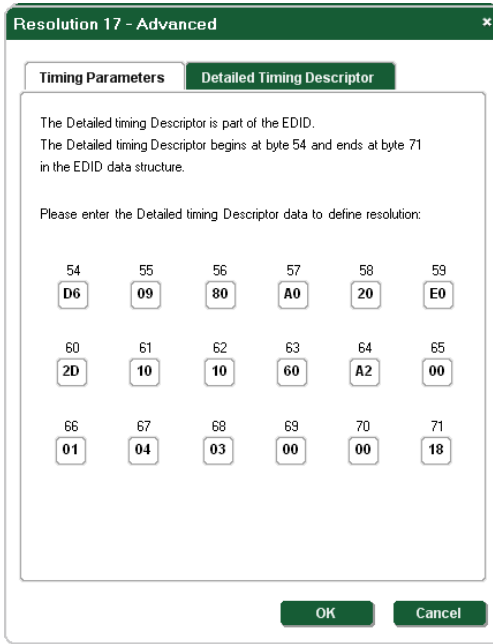 Resolution 17 - Advanced ×
Timing Parameters Detailed Timing Descriptor
The Detailed timing Descriptor is part of the EDID.
The Detailed timing Descriptor begins at byte 54 and ends at byte 71
in the EDID data structure.
Please enter the Detailed timing Descriptor data to define resolution:
54 55 56 57 58 59
D6 09 80 A0 20 E0
60 61 62 63 64 65
2D 10 10 60 A2 00
66 67 68 69 70 71
01 04 03 00 00 18
OK Cancel